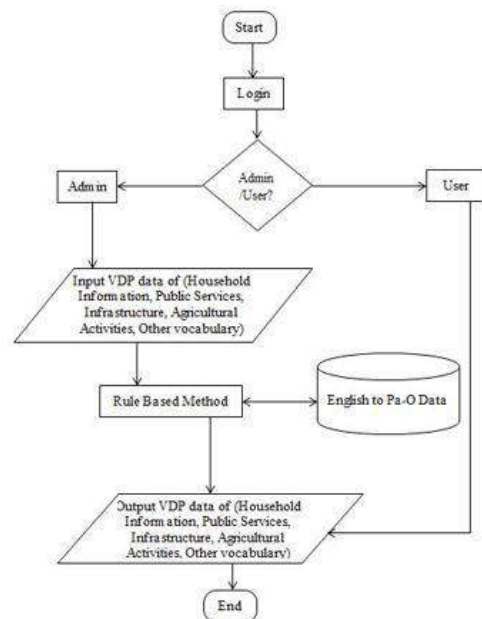 Start
Login
Admin
/User?
Admin
User
Input VDP data of (Household
Information, Public Services,
Infrastructure, Agricultural
Activities, Other vocabulary)
Rule Based Method
English to Pa-O Data
Output VDP data of (Household
Information, Public Services,
Infrastructure, Agricultural
Activities, Other vocabulary)
End